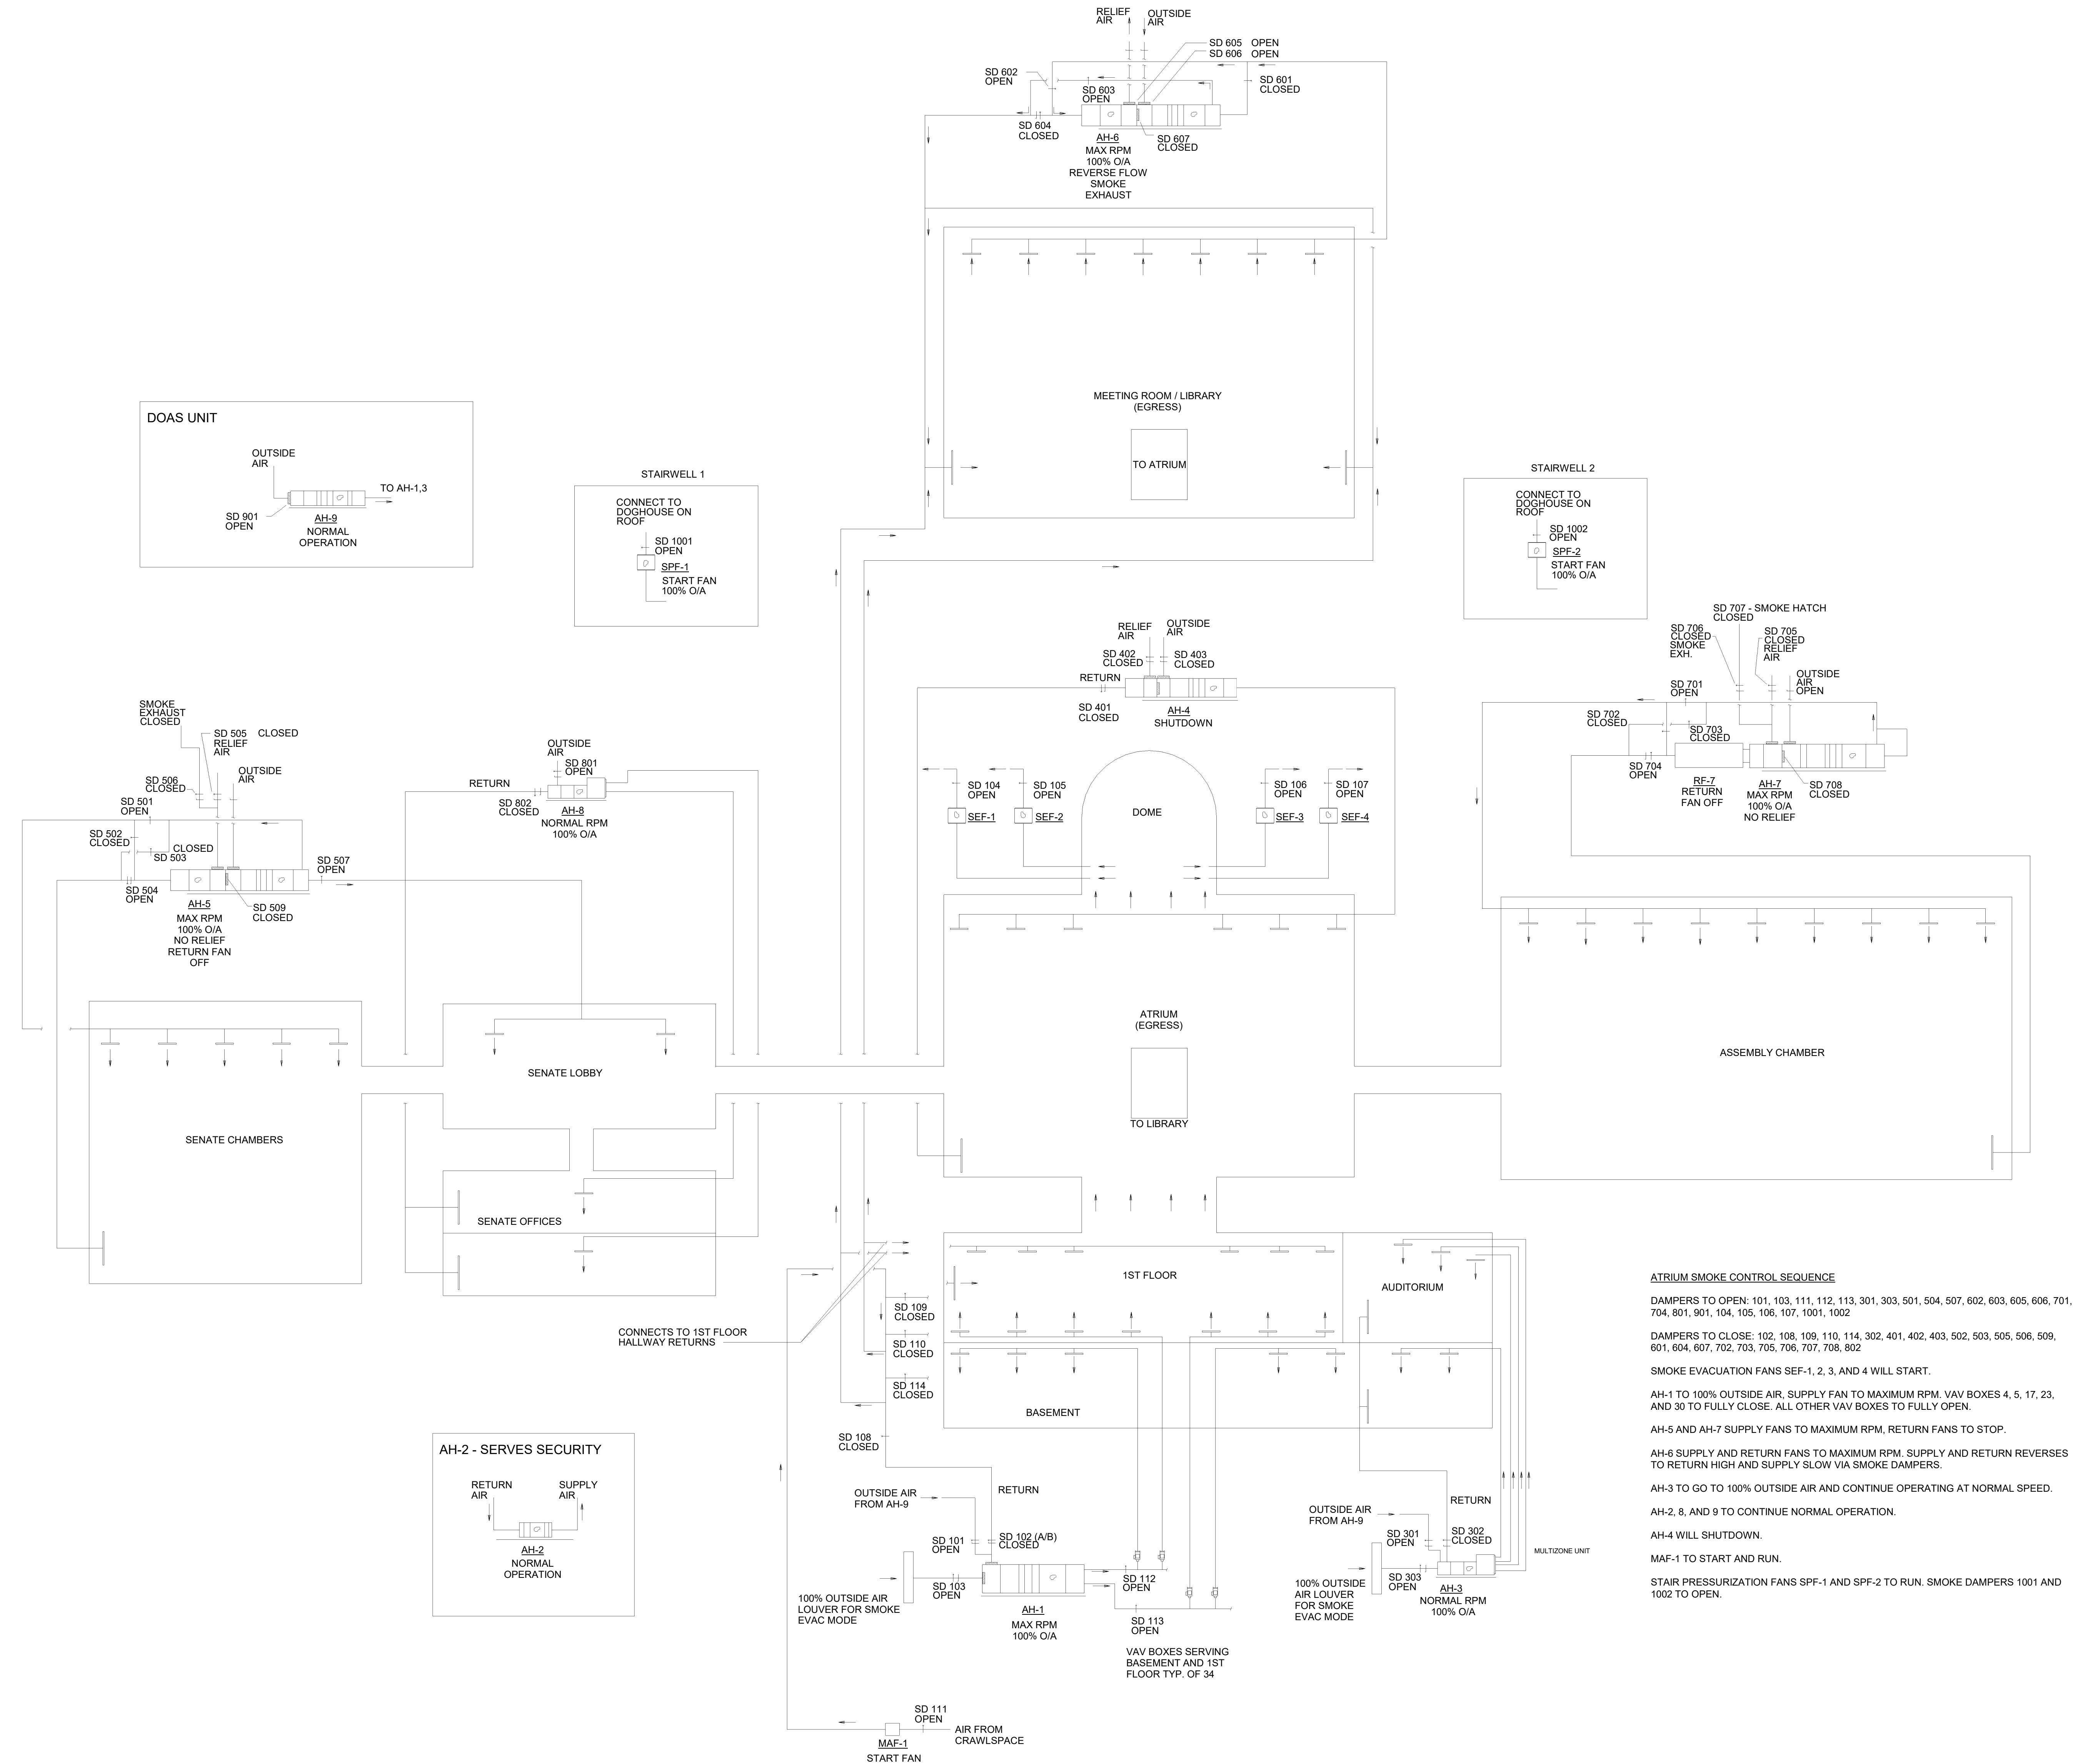 RELIEF
AIR
OUTSIDE
AIR
SD 605 OPEN
SD 606 OPEN
SD 602
OPEN
SD 603
OPEN
SD 601
CLOSED
SD 604
CLOSED
SD 607
CLOSED
AH-6
MAX RPM
100% O/A
REVERSE FLOW
SMOKE
EXHAUST
MEETING ROOM / LIBRARY
(EGRESS)
TO ATRIUM
DOAS UNIT
OUTSIDE
AIR
TO AH-1,3
SD 901
OPEN
AH-9
NORMAL
OPERATION
STAIRWELL 1
CONNECT TO
DOGHOUSE ON
ROOF
SD 1001
OPEN
SPF-1
START FAN
100% O/A
STAIRWELL 2
CONNECT TO
DOGHOUSE ON
ROOF
SD 1002
OPEN
SPF-2
START FAN
100% O/A
RELIEF
AIR
OUTSIDE
AIR
SD 402
CLOSED
SD 403
CLOSED
RETURN
SD 401
CLOSED
AH-4
SHUTDOWN
SD 707 - SMOKE HATCH
CLOSED
SD 706
CLOSED
SMOKE
EXH.
SD 705
CLOSED
RELIEF
AIR
OUTSIDE
AIR
OPEN
SD 701
OPEN
SD 702
CLOSED
SD 703
CLOSED
SD 704
OPEN
RF-7
RETURN
FAN OFF
AH-7
MAX RPM
100% O/A
NO RELIEF
SD 708
CLOSED
SMOKE
EXHAUST
CLOSED
SD 505 CLOSED
RELIEF
AIR
OUTSIDE
AIR
SD 506
CLOSED
SD 501
OPEN
SD 502
CLOSED
CLOSED
SD 503
SD 507
OPEN
SD 504
OPEN
AH-5
MAX RPM
100% O/A
NO RELIEF
RETURN FAN
OFF
SD 509
CLOSED
OUTSIDE
AIR
SD 801
OPEN
RETURN
SD 802
CLOSED
AH-8
NORMAL RPM
100% O/A
SD 104
OPEN
SEF-1
SD 105
OPEN
SEF-2
DOME
SD 106
OPEN
SEF-3
SD 107
OPEN
SEF-4
ATRIUM
(EGRESS)
TO LIBRARY
ASSEMBLY CHAMBER
SENATE LOBBY
SENATE CHAMBERS
SENATE OFFICES
1ST FLOOR
AUDITORIUM
BASEMENT
SD 109
CLOSED
SD 110
CLOSED
SD 114
CLOSED
CONNECTS TO 1ST FLOOR
HALLWAY RETURNS
SD 108
CLOSED
AH-2 - SERVES SECURITY
RETURN
AIR
SUPPLY
AIR
AH-2
NORMAL
OPERATION
OUTSIDE AIR
FROM AH-9
RETURN
SD 101
OPEN
SD 102 (A/B)
CLOSED
SD 103
OPEN
100% OUTSIDE AIR
LOUVER FOR SMOKE
EVAC MODE
AH-1
MAX RPM
100% O/A
SD 112
OPEN
SD 113
OPEN
VAV BOXES SERVING
BASEMENT AND 1ST
FLOOR TYP. OF 34
OUTSIDE AIR
FROM AH-9
RETURN
SD 301
OPEN
SD 302
CLOSED
SD 303
OPEN
100% OUTSIDE
AIR LOUVER
FOR SMOKE
EVAC MODE
AH-3
NORMAL RPM
100% O/A
MULTIZONE UNIT
SD 111
OPEN
AIR FROM
CRAWLSPACE
MAF-1
START FAN
ATRIUM SMOKE CONTROL SEQUENCE
DAMPERS TO OPEN: 101, 103, 111, 112, 113, 301, 303, 501, 504, 507, 602, 603, 605, 606, 701,
704, 801, 901, 104, 105, 106, 107, 1001, 1002
DAMPERS TO CLOSE: 102, 108, 109, 110, 114, 302, 401, 402, 403, 502, 503, 505, 506, 509,
601, 604, 607, 702, 703, 705, 706, 707, 708, 802
SMOKE EVACUATION FANS SEF-1, 2, 3, AND 4 WILL START.
AH-1 TO 100% OUTSIDE AIR, SUPPLY FAN TO MAXIMUM RPM. VAV BOXES 4, 5, 17, 23,
AND 30 TO FULLY CLOSE. ALL OTHER VAV BOXES TO FULLY OPEN.
AH-5 AND AH-7 SUPPLY FANS TO MAXIMUM RPM, RETURN FANS TO STOP.
AH-6 SUPPLY AND RETURN FANS TO MAXIMUM RPM. SUPPLY AND RETURN REVERSES
TO RETURN HIGH AND SUPPLY SLOW VIA SMOKE DAMPERS.
AH-3 TO GO TO 100% OUTSIDE AIR AND CONTINUE OPERATING AT NORMAL SPEED.
AH-2, 8, AND 9 TO CONTINUE NORMAL OPERATION.
AH-4 WILL SHUTDOWN.
MAF-1 TO START AND RUN.
STAIR PRESSURIZATION FANS SPF-1 AND SPF-2 TO RUN. SMOKE DAMPERS 1001 AND
1002 TO OPEN.